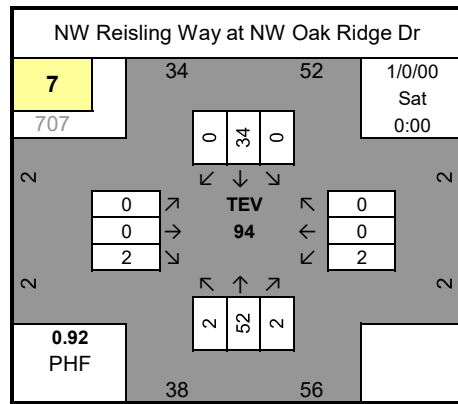 NW Reisling Way at NW Oak Ridge Dr
7 34 52 1/0/00
Sat
707 0:00
0 34 0
2 2
↙ ↓ ↘
0 ↗ TEV ↖ 0
0 → 94 ← 0
2 ↘ ↙ 2
↖ ↑ ↗
2 2
2 52 2
0.92
PHF
38 56